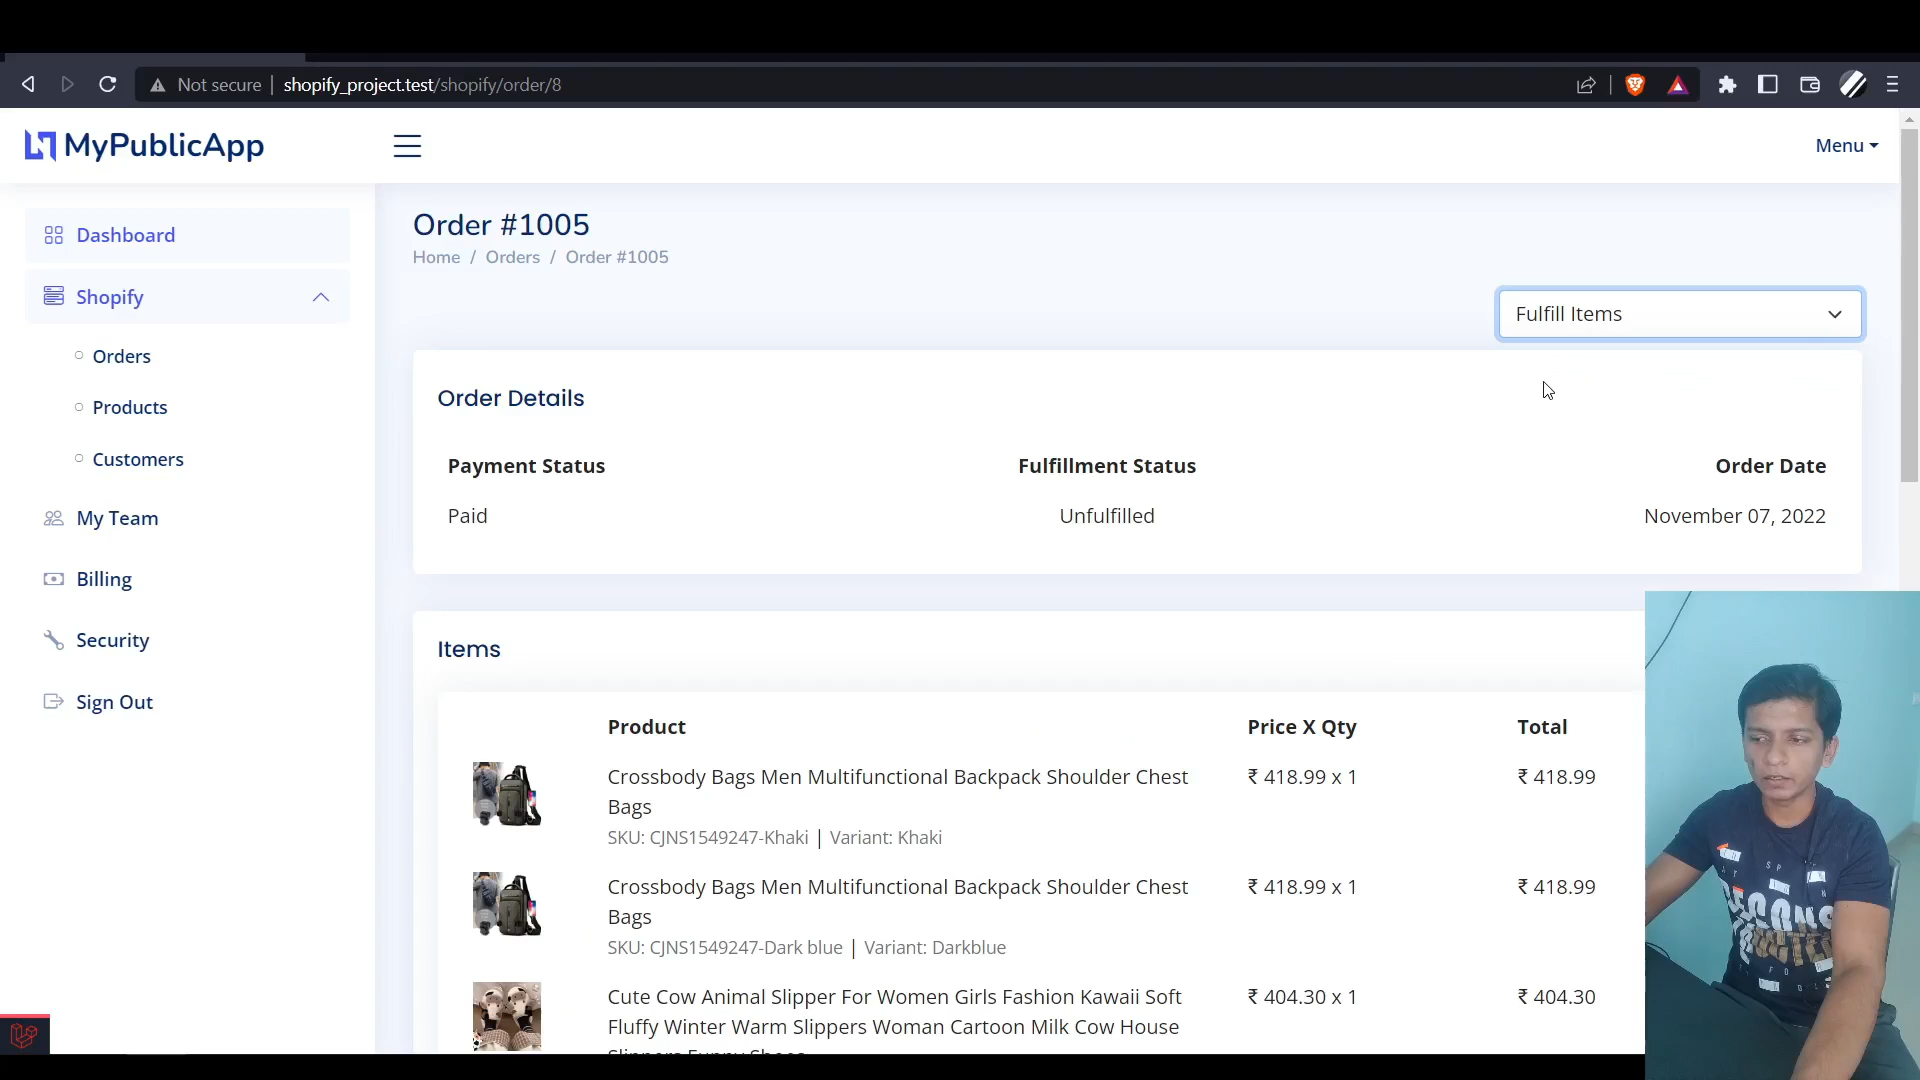 Not secure
shopify_project.test/shopify/order/8
MyPublicApp
Menu
Dashboard
Shopify
Orders
Products
Customers
My Team
Billing
Security
Sign Out
Order #1005
Home / Orders / Order #1005
Fulfill Items
Order Details
Payment Status Fulfillment Status Order Date
Paid Unfulfilled November 07, 2022
Items
Product Price X Qty Total
Crossbody Bags Men Multifunctional Backpack Shoulder Chest ₹ 418.99 x 1 ₹ 418.99
Bags
SKU: CJNS1549247-Khaki | Variant: Khaki
Crossbody Bags Men Multifunctional Backpack Shoulder Chest ₹ 418.99 x 1 ₹ 418.99
Bags
SKU: CJNS1549247-Dark blue | Variant: Darkblue
Cute Cow Animal Slipper For Women Girls Fashion Kawaii Soft ₹ 404.30 x 1 ₹ 404.30
Fluffy Winter Warm Slippers Woman Cartoon Milk Cow House
Slippers Funny Shoes